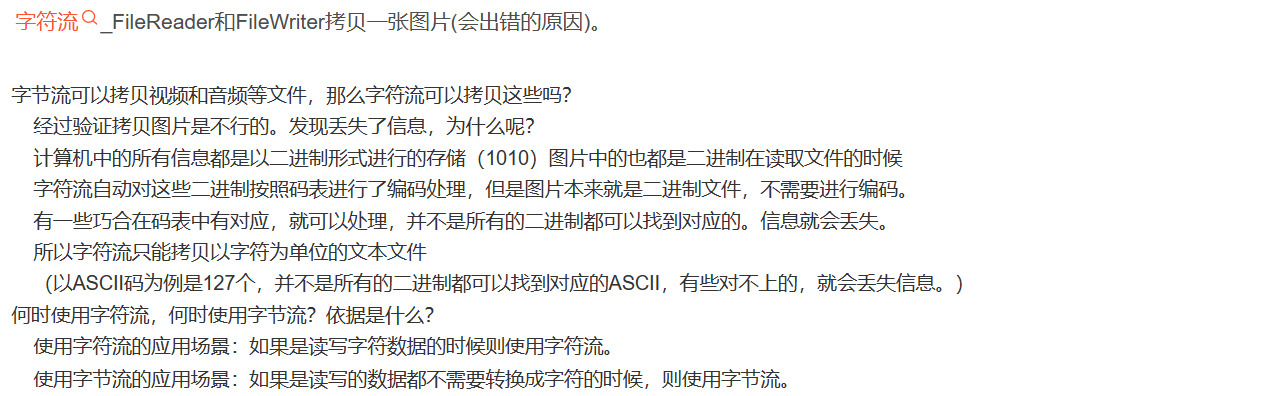 字符流_FileReader和FileWriter拷贝一张图片(会出错的原因)。
字节流可以拷贝视频和音频等文件，那么字符流可以拷贝这些吗？
经过验证拷贝图片是不行的。发现丢失了信息，为什么呢？
计算机中的所有信息都是以二进制形式进行的存储（1010）图片中的也都是二进制在读取文件的时候
字符流自动对这些二进制按照码表进行了编码处理，但是图片本来就是二进制文件，不需要进行编码。
有一些巧合在码表中有对应，就可以处理，并不是所有的二进制都可以找到对应的。信息就会丢失。
所以字符流只能拷贝以字符为单位的文本文件
（以ASCII码为例是127个，并不是所有的二进制都可以找到对应的ASCII，有些对不上的，就会丢失信息。）
何时使用字符流，何时使用字节流？依据是什么？
使用字符流的应用场景：如果是读写字符数据的时候则使用字符流。
使用字节流的应用场景：如果是读写的数据都不需要转换成字符的时候，则使用字节流。